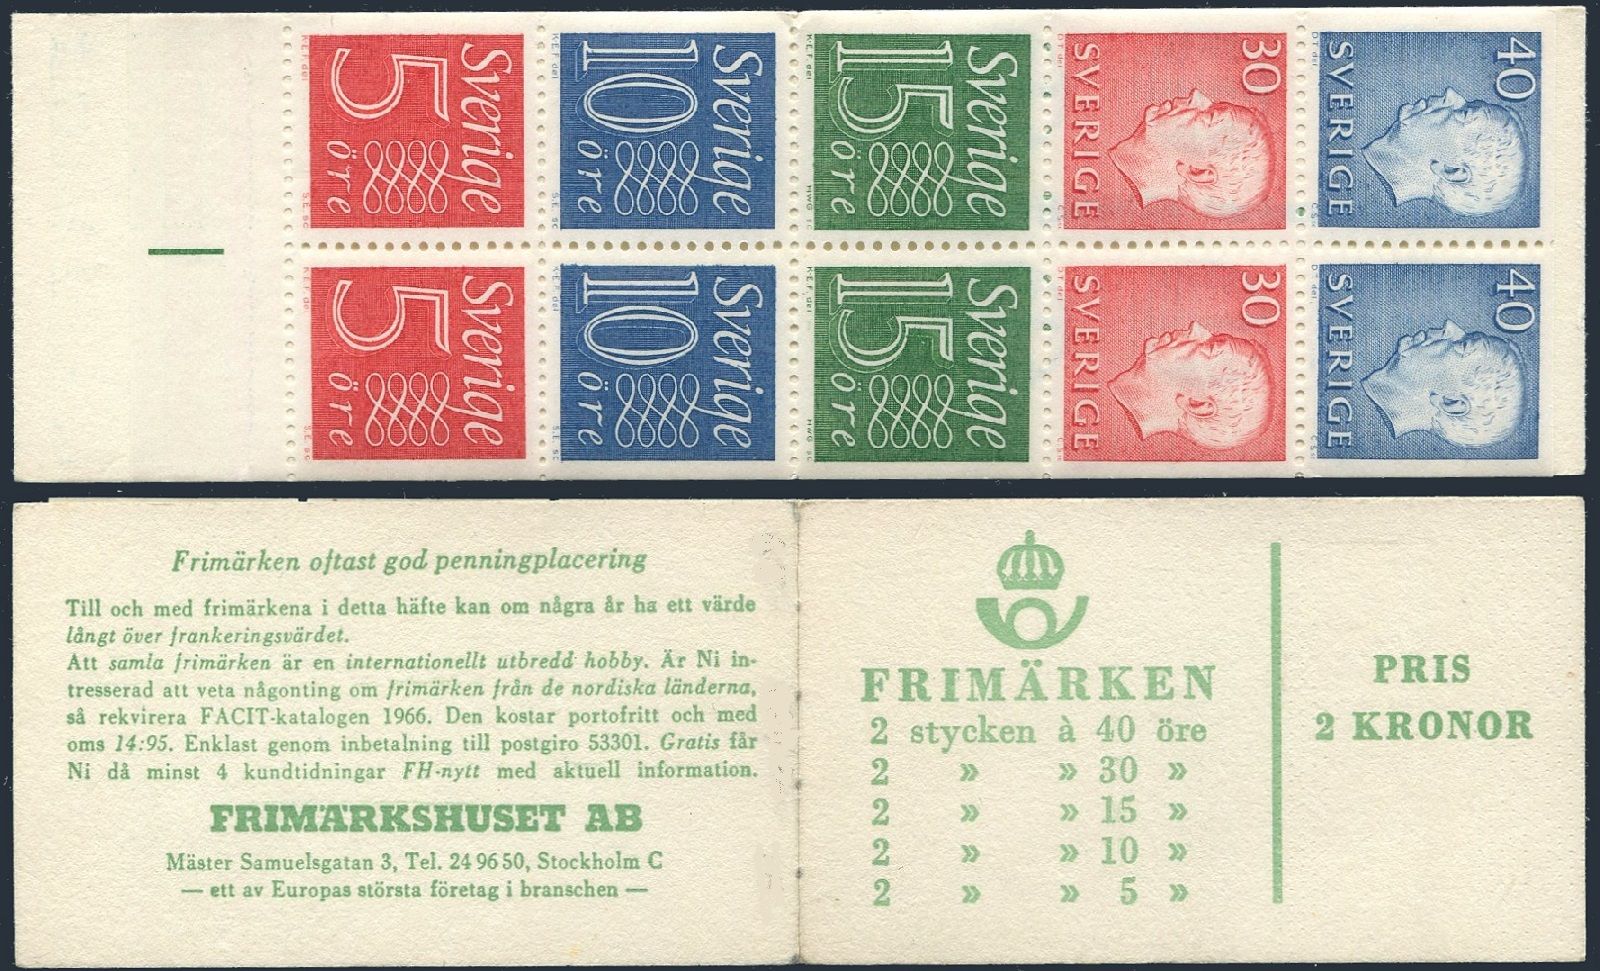 Sverige 5 öre
Sverige 10 öre
Sverige 15 öre
30 SVERIGE
40 SVERIGE
Sverige 5 öre
Sverige 10 öre
Sverige 15 öre
30 SVERIGE
40 SVERIGE
Frimärken oftast god penningplacering
Till och med frimärkena i detta häfte kan om några år ha ett värde
långt över frankeringsvärdet.
Att samla frimärken är en internationellt utbredd hobby. Är Ni in-
tresserad att veta någonting om frimärken från de nordiska länderna,
så rekvirera FACIT-katalogen 1966. Den kostar portofritt och med
oms 14:95. Enklast genom inbetalning till postgiro 53301. Gratis får
Ni då minst 4 kundtidningar FH-nytt med aktuell information.
FRIMÄRKSHUSET AB
Mäster Samuelsgatan 3, Tel. 24 96 50, Stockholm C
— ett av Europas största företag i branschen —
FRIMÄRKEN
2 stycken à 40 öre
2 » » 30 »
2 » » 15 »
2 » » 10 »
2 » » 5 »
PRIS
2 KRONOR